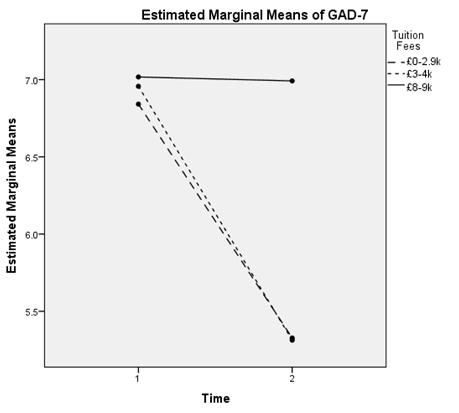 Estimated Marginal Means of GAD-7
Tuition
Fees
£0-2.9k
£3-4k
£8-9k
Estimated Marginal Means
7.0
6.5
6.0
5.5
1
2
Time